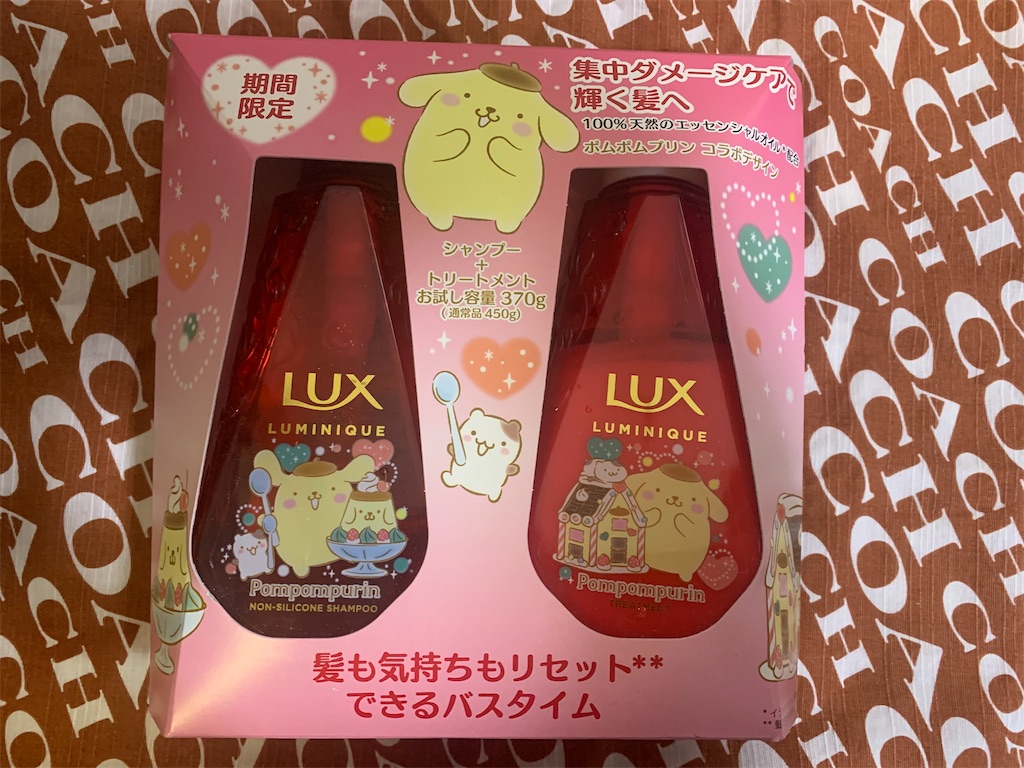 期間
限定
集中ダメージケアで
輝く髪へ
100%天然のエッセンシャルオイル*配合
ポムポムプリン コラボデザイン
シャンプー
+
トリートメント
お試し容量 370g
(通常品 450g)
LUX
LUMINIQUE
Pompompurin
NON-SILICONE SHAMPOO
LUX
LUMINIQUE
Pompompurin
TREATMENT
髪も気持ちもリセット**
できるバスタイム
COACH
COACH
COACH
COACH